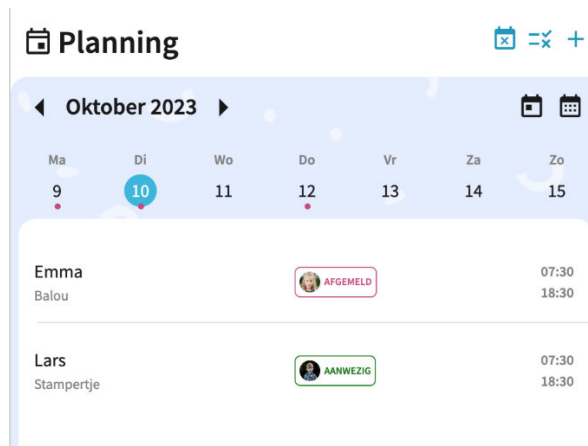 Planning
Oktober 2023
Ma Di Wo Do Vr Za Zo
9 10 11 12 13 14 15
Emma AFGEMELD 07:30
Balou 18:30
Lars AANWEZIG 07:30
Stampertje 18:30